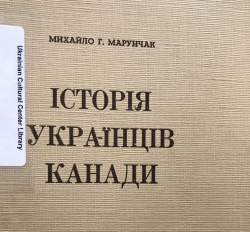 МИХАЙЛО Г. МАРУНЧАК
ІСТОРІЯ
УКРАЇНЦІВ
КАНАДИ
Ukrainian Cultural Center Library